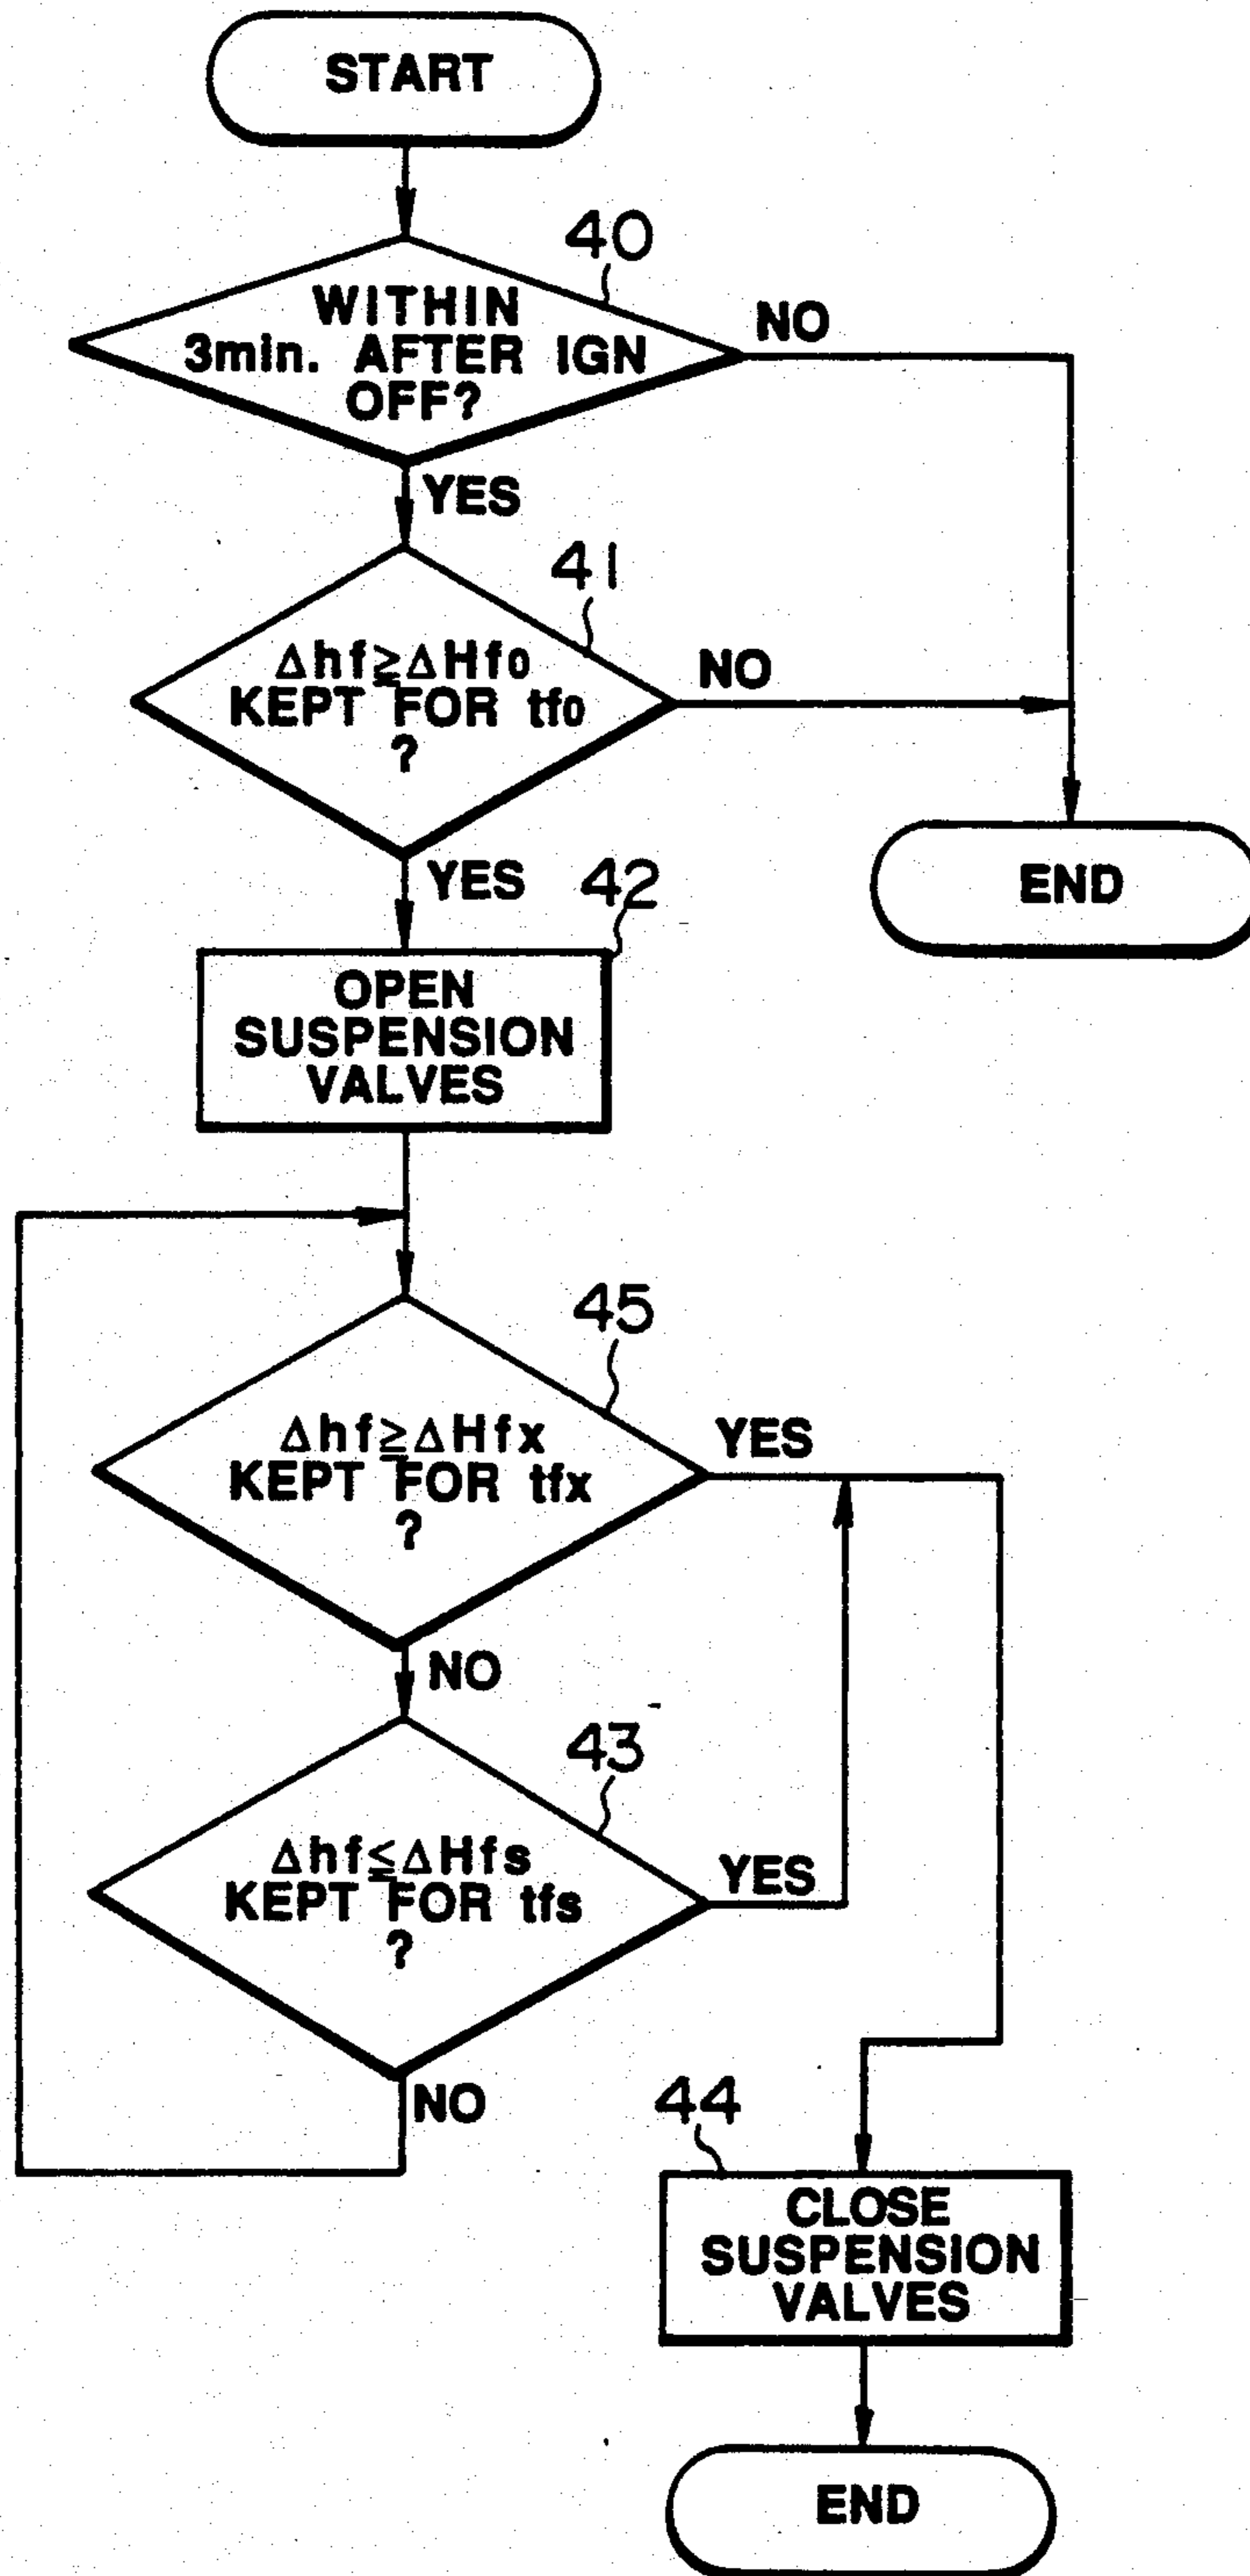 START
40
WITHIN
3min. AFTER IGN
OFF?
NO
YES
41
Δhf≧ΔHf0
KEPT FOR tf0
?
NO
YES
42
END
OPEN
SUSPENSION
VALVES
45
Δhf≧ΔHfx
KEPT FOR tfx
?
YES
NO
43
Δhf≦ΔHfs
KEPT FOR tfs
?
YES
NO
44
CLOSE
SUSPENSION
VALVES
END